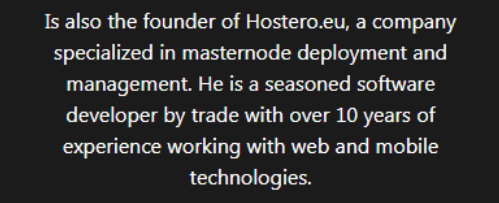 Is also the founder of Hostero.eu, a company
specialized in masternode deployment and
management. He is a seasoned software
developer by trade with over 10 years of
experience working with web and mobile
technologies.